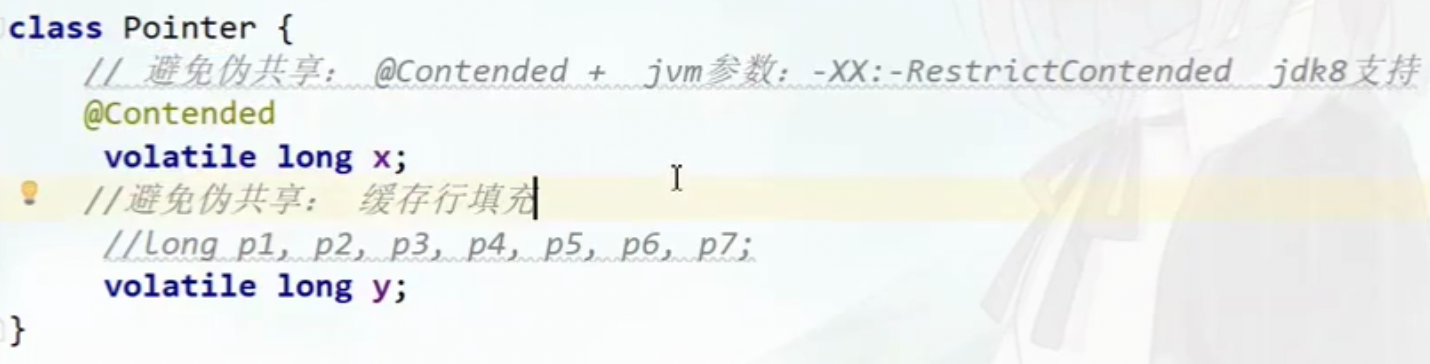 class Pointer {
// 避免伪共享： @Contended +  jvm参数：-XX:-RestrictContended  jdk8支持
@Contended
volatile long x;
//避免伪共享： 缓存行填充
//long p1, p2, p3, p4, p5, p6, p7;
volatile long y;
}